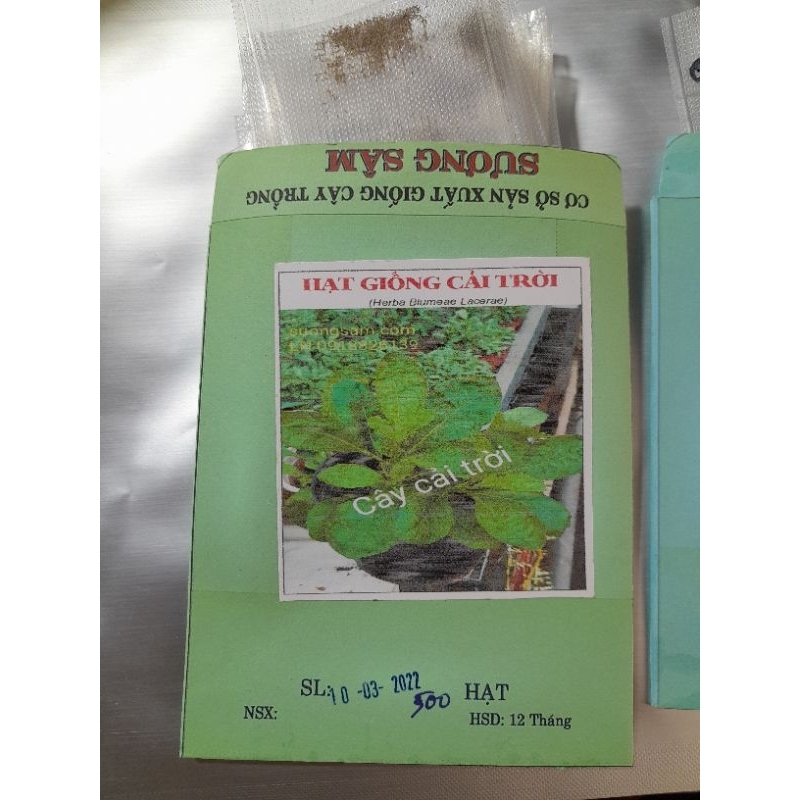 SƯƠNG SÂM
CƠ SỞ SẢN XUẤT GIỐNG CÂY TRỒNG
HẠT GIỐNG CẢI TRỜI
(Herba Blumeae Lacerae)
suongsam.com
Cây cải trời
SL: 10-03-2022 500 HẠT
NSX:
HSD: 12 Tháng